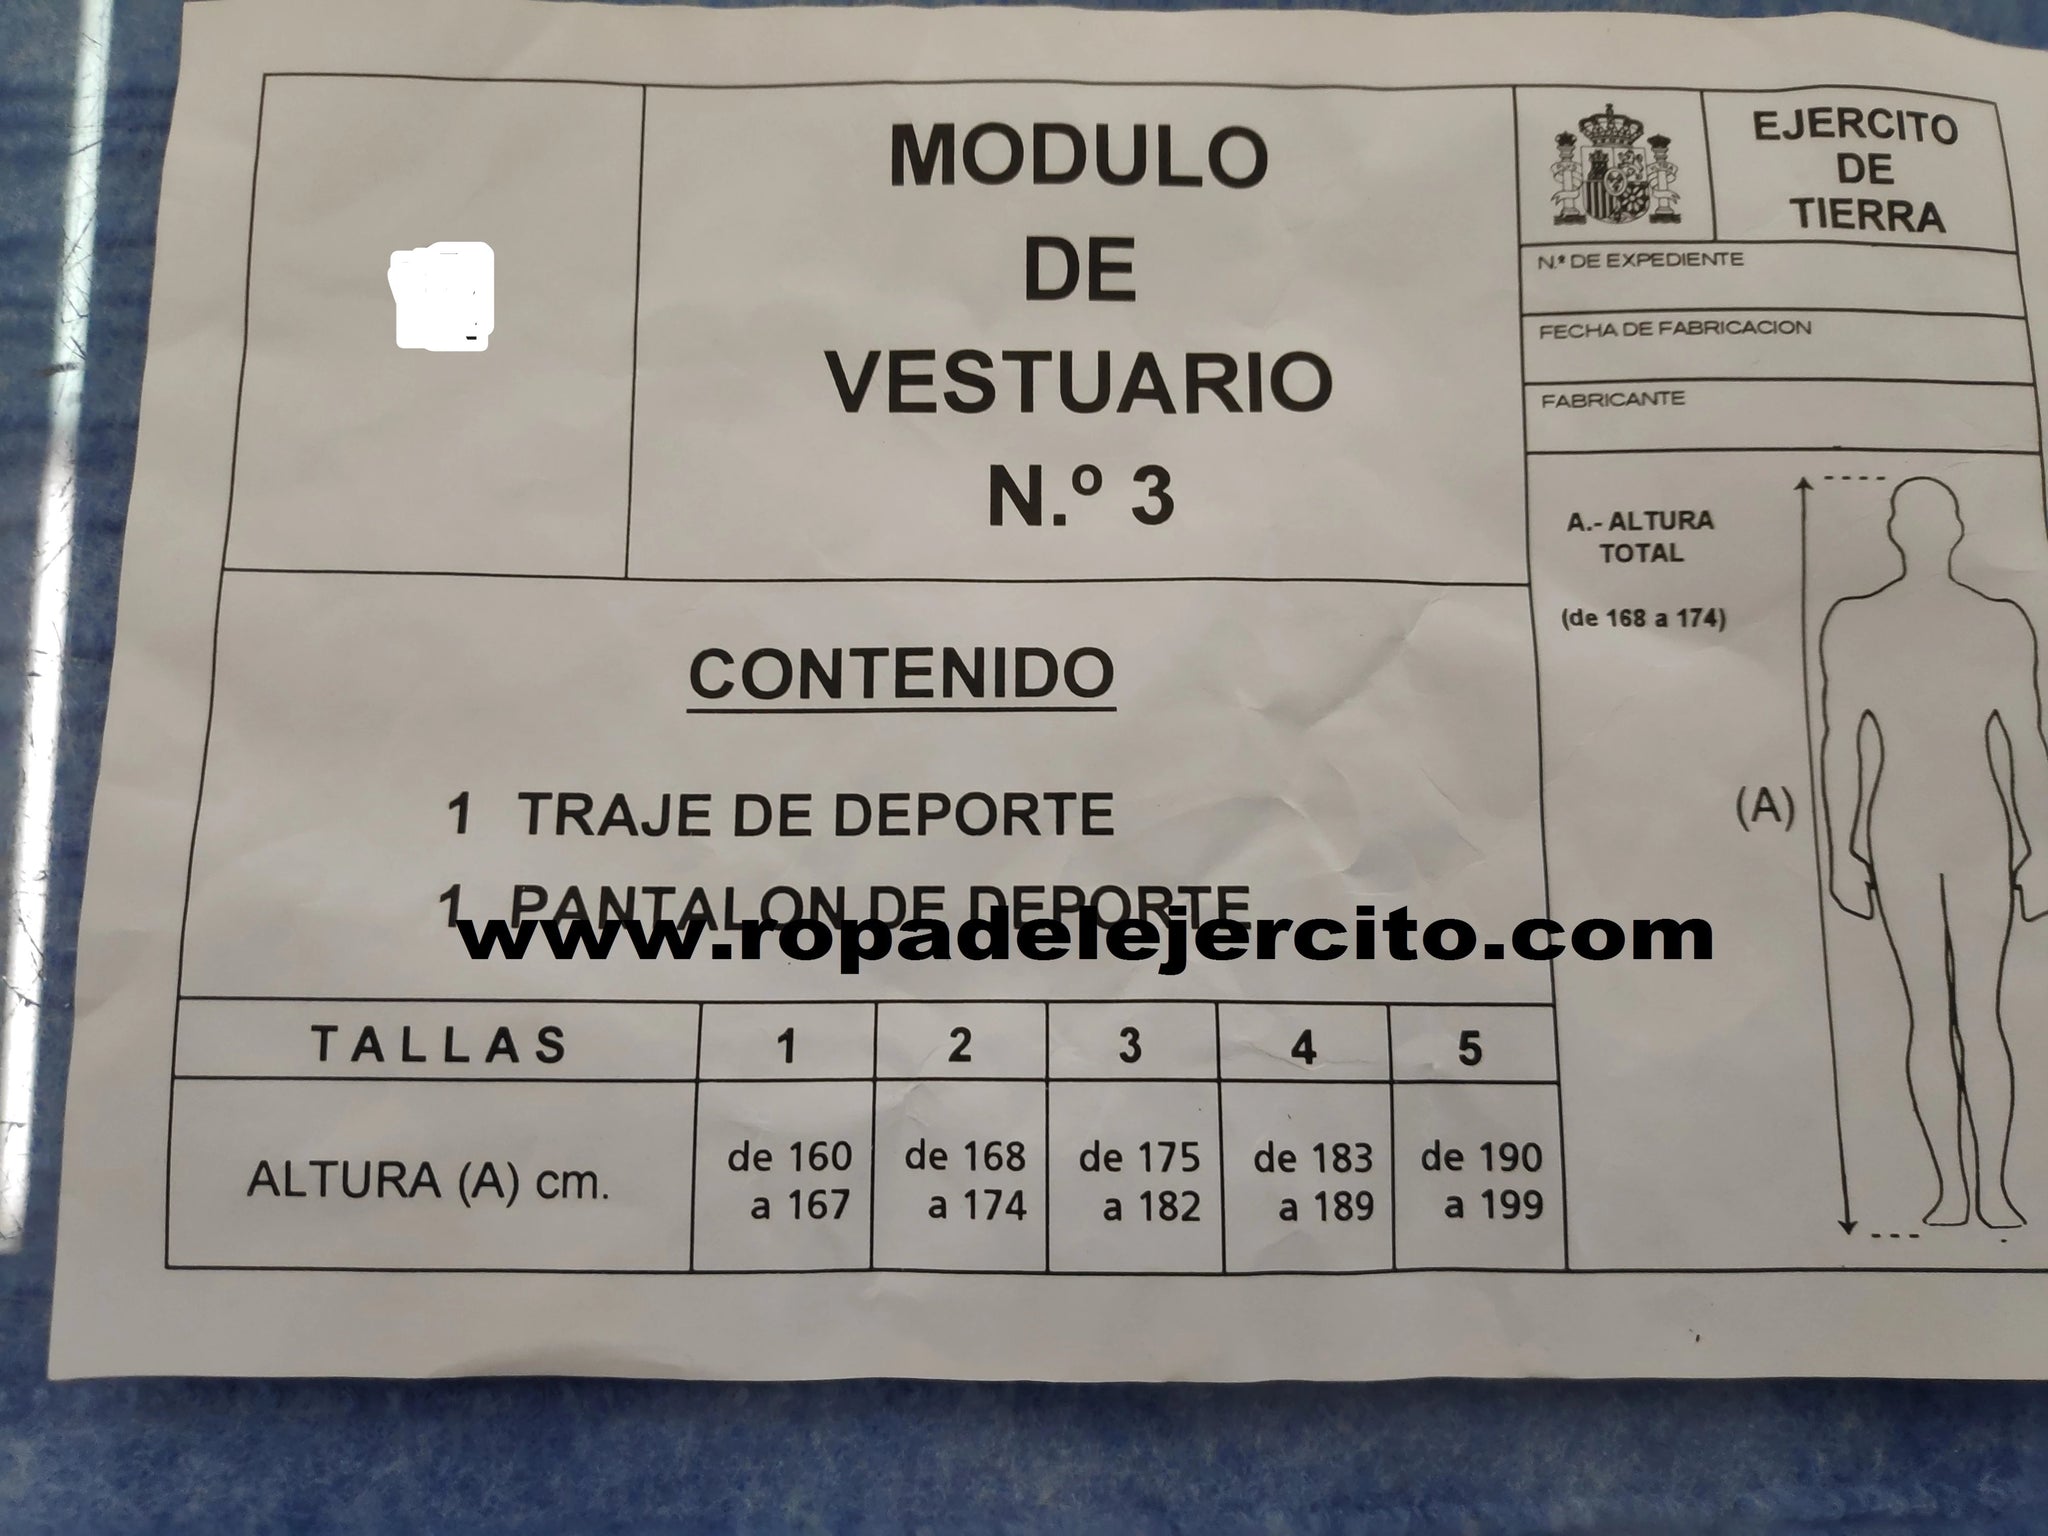 MODULO
DE
VESTUARIO
N.º 3
EJERCITO
DE
TIERRA
N.º DE EXPEDIENTE
FECHA DE FABRICACION
FABRICANTE
A.- ALTURA
TOTAL
(de 168 a 174)
(A)
CONTENIDO
1 TRAJE DE DEPORTE
1 PANTALON DE DEPORTE
www.ropadelejercito.com
TALLAS 1 2 3 4 5
ALTURA (A) cm.
de 160 de 168 de 175 de 183 de 190
a 167 a 174 a 182 a 189 a 199